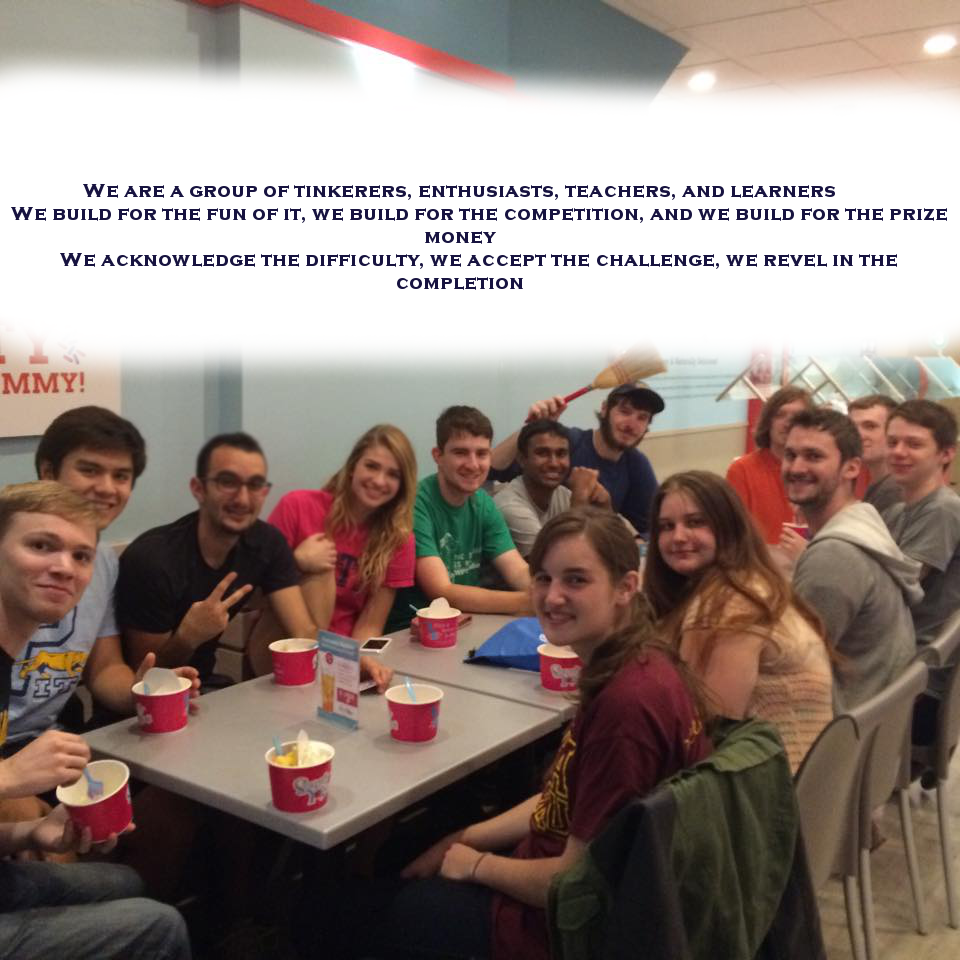 We are a group of tinkerers, enthusiasts, teachers, and learners
We build for the fun of it, we build for the competition, and we build for the prize
money
We acknowledge the difficulty, we accept the challenge, we revel in the
completion
MMY!